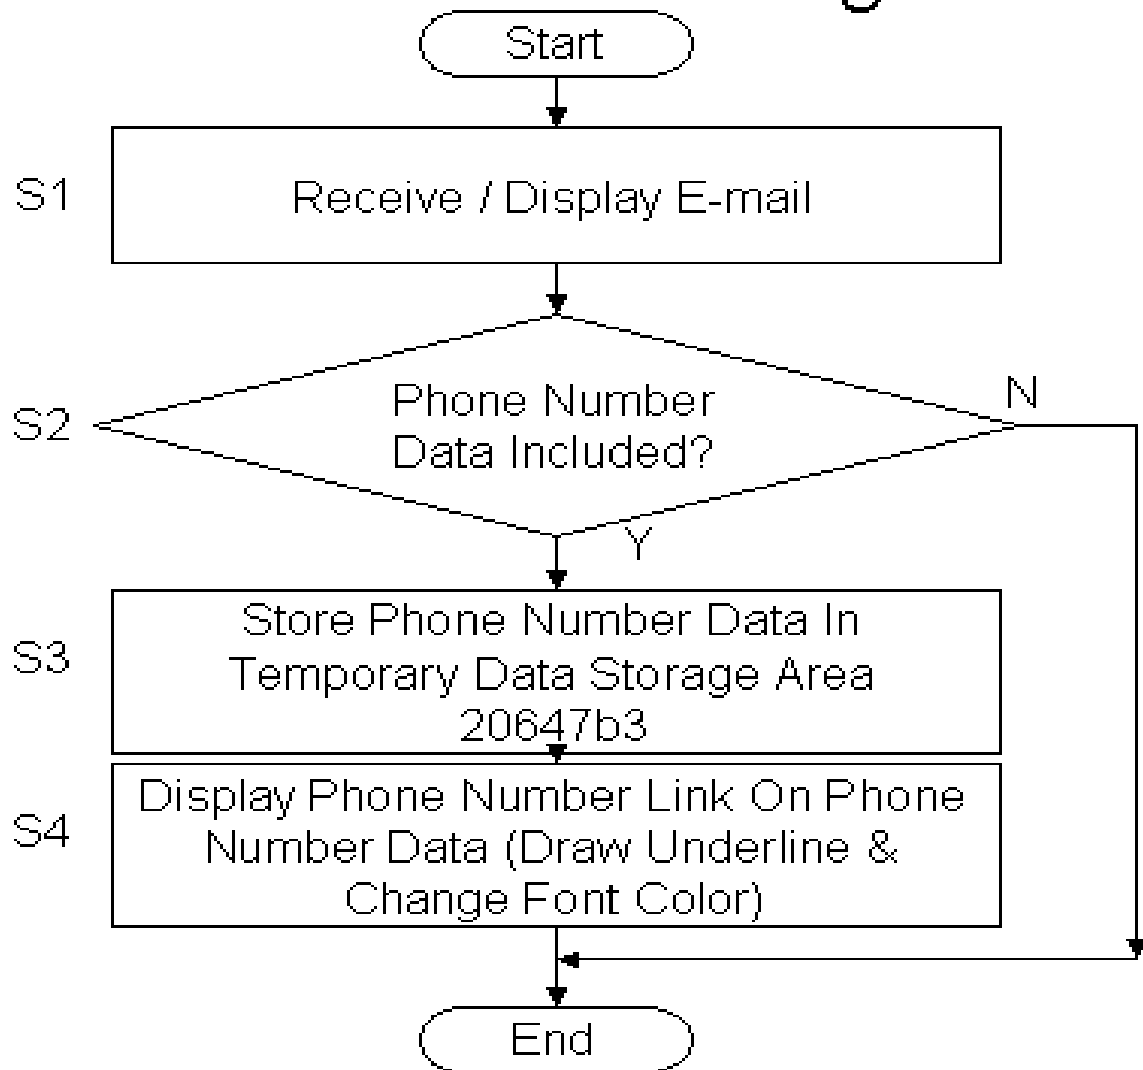 Start
S1
Receive / Display E-mail
S2
Phone Number
Data Included?
N
Y
S3
Store Phone Number Data In
Temporary Data Storage Area
20647b3
S4
Display Phone Number Link On Phone
Number Data (Draw Underline &
Change Font Color)
End